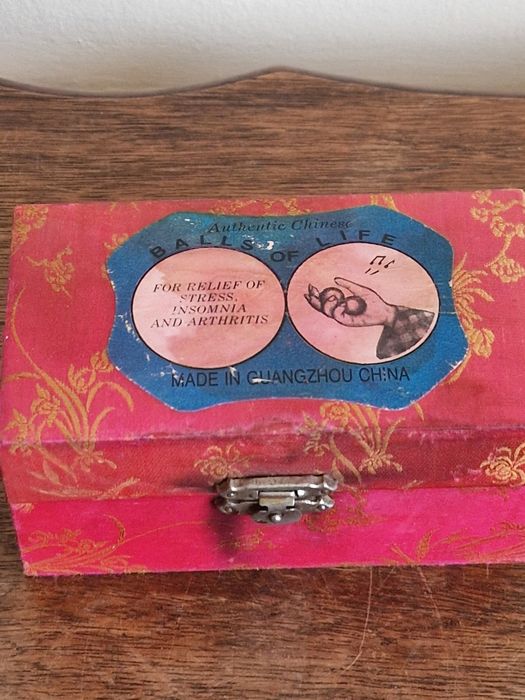 Authentic Chinese
BALLS OF LIFE
FOR RELIEF OF
STRESS,
INSOMNIA
AND ARTHRITIS
MADE IN GUANGZHOU CHINA